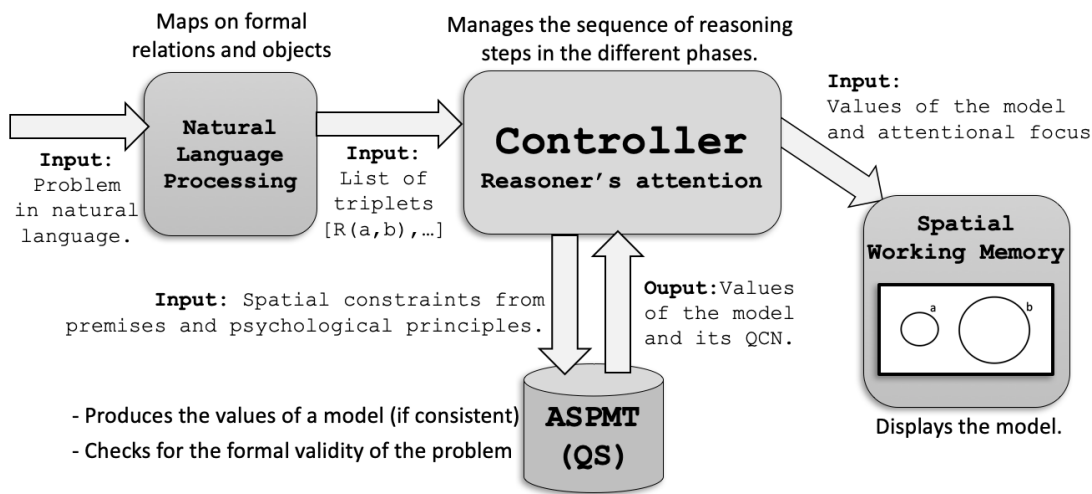 Maps on formal
relations and objects
Manages the sequence of reasoning
steps in the different phases.
Natural
Language
Processing
Input:
Problem
in natural
language.
Input:
List of
triplets
[R(a,b),…]
Controller
Reasoner’s attention
Input:
Values of the model
and attentional focus
Spatial
Working Memory
a
b
Displays the model.
Input: Spatial constraints from
premises and psychological principles.
Ouput:Values
of the model
and its QCN.
- Produces the values of a model (if consistent)
- Checks for the formal validity of the problem
ASPMT
(QS)